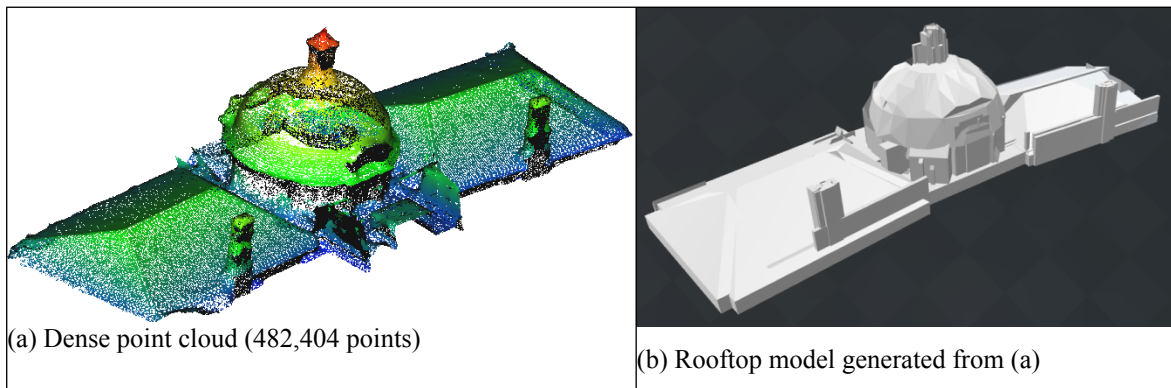 (a) Dense point cloud (482,404 points)
(b) Rooftop model generated from (a)